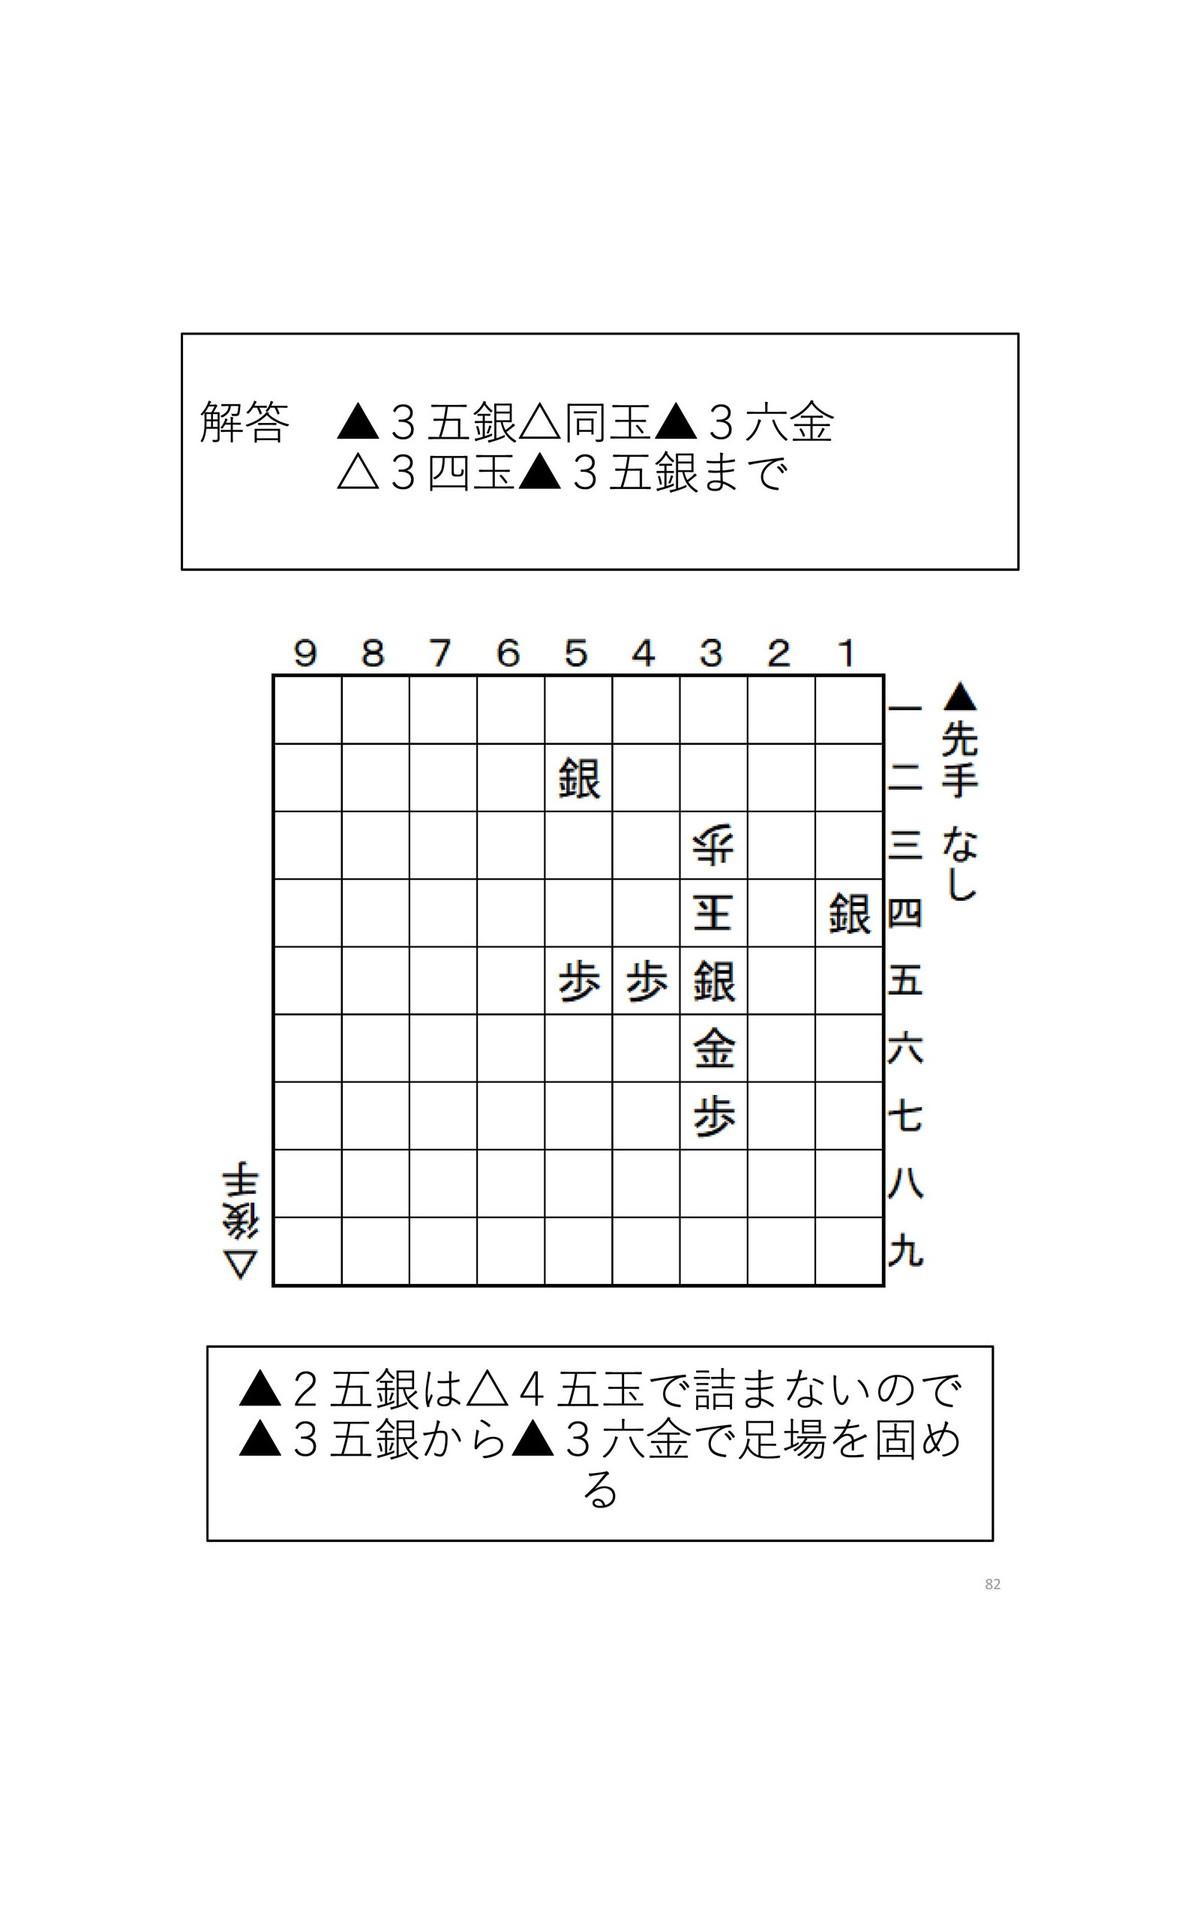 解答　▲３五銀△同玉▲３六金
△３四玉▲３五銀まで
9 8 7 6 5 4 3 2 1
一
二
三
四
五
六
七
八
九
▲先手 なし
銀
歩
玉 銀
歩 歩 銀
金
歩
△後手
▲２五銀は△４五玉で詰まないので
▲３五銀から▲３六金で足場を固め
る
82